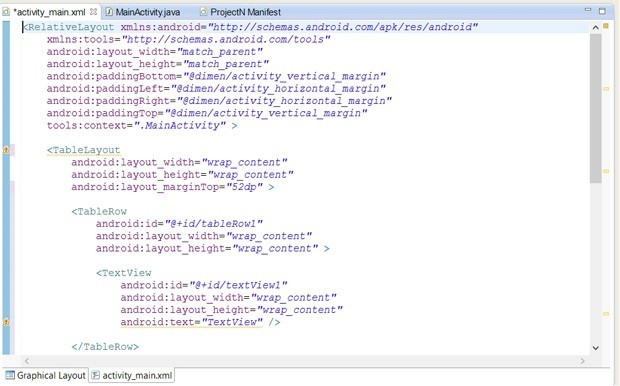 *activity_main.xml MainActivity.java ProjectN Manifest
<RelativeLayout xmlns:android="http://schemas.android.com/apk/res/android"
xmlns:tools="http://schemas.android.com/tools"
android:layout_width="match_parent"
android:layout_height="match_parent"
android:paddingBottom="@dimen/activity_vertical_margin"
android:paddingLeft="@dimen/activity_horizontal_margin"
android:paddingRight="@dimen/activity_horizontal_margin"
android:paddingTop="@dimen/activity_vertical_margin"
tools:context=".MainActivity" >
<TableLayout
android:layout_width="wrap_content"
android:layout_height="wrap_content"
android:layout_marginTop="52dp" >
<TableRow
android:id="@+id/tableRow1"
android:layout_width="wrap_content"
android:layout_height="wrap_content" >
<TextView
android:id="@+id/textView1"
android:layout_width="wrap_content"
android:layout_height="wrap_content"
android:text="TextView" />
</TableRow>
Graphical Layout activity_main.xml